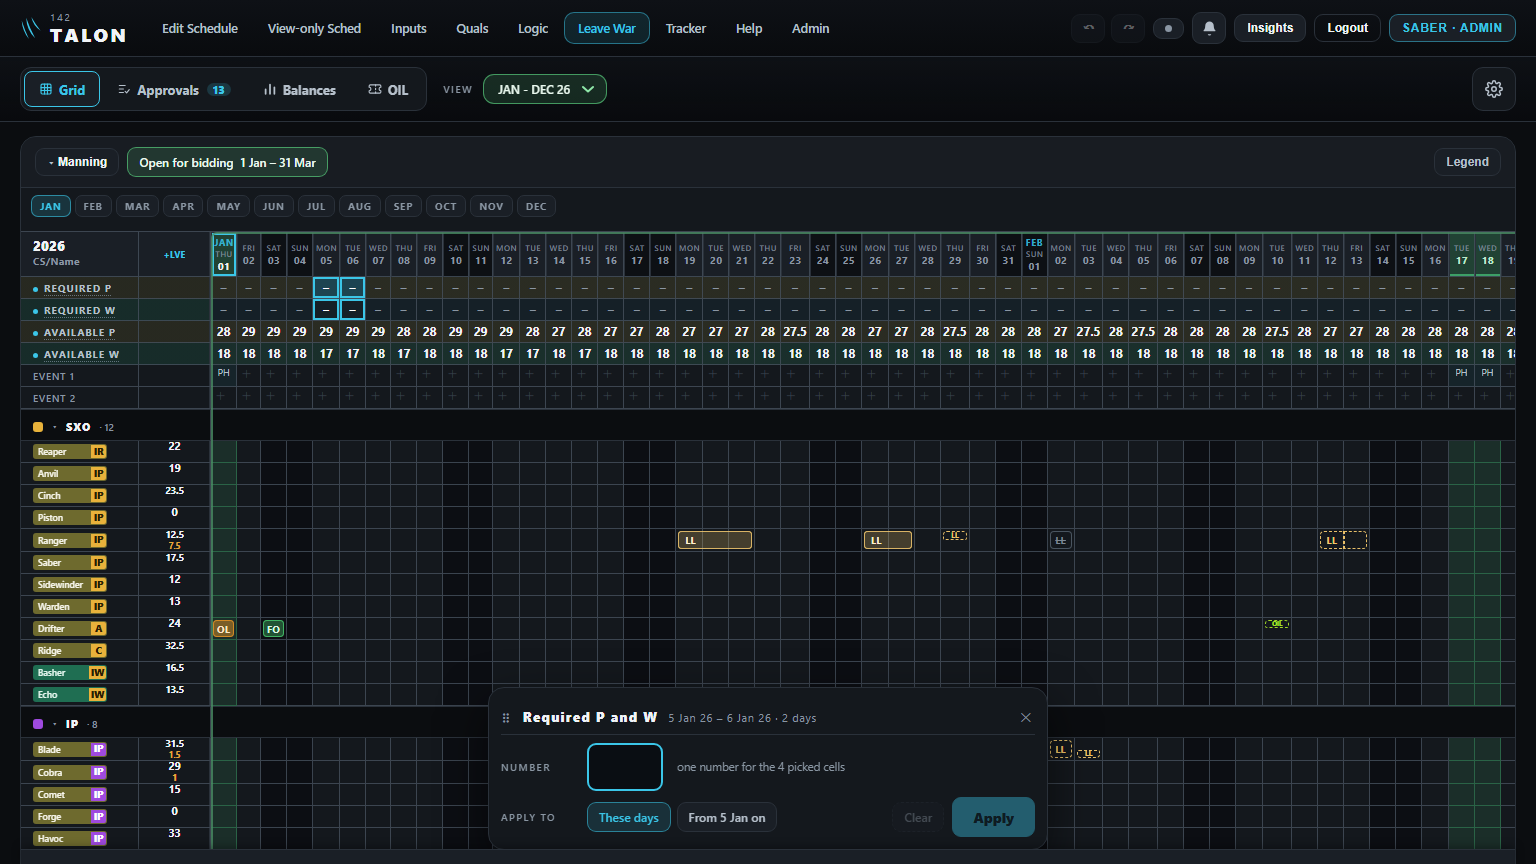 142
TALON
Edit Schedule View-only Sched Inputs Quals Logic Leave War Tracker Help Admin
Insights Logout SABER · ADMIN
Grid Approvals 13 Balances OIL VIEW JAN - DEC 26
Manning Open for bidding 1 Jan – 31 Mar Legend
JAN FEB MAR APR MAY JUN JUL AUG SEP OCT NOV DEC
2026
CS/Name
+LVE
JAN FEB
THU FRI SAT SUN MON TUE WED THU FRI SAT SUN MON TUE WED THU FRI SAT SUN MON TUE WED THU FRI SAT SUN MON TUE WED THU FRI SAT SUN MON TUE WED THU FRI SAT SUN MON TUE WED THU FRI SAT SUN MON TUE WED
01 02 03 04 05 06 07 08 09 10 11 12 13 14 15 16 17 18 19 20 21 22 23 24 25 26 27 28 29 30 31 01 02 03 04 05 06 07 08 09 10 11 12 13 14 15 16 17 18
REQUIRED P – – – – – – – – – – – – – – – – – – – – – – – – – – – – – – – – – – – – – – – – – – – – – – – – – –
REQUIRED W – – – – – – – – – – – – – – – – – – – – – – – – – – – – – – – – – – – – – – – – – – – – – – – – – –
AVAILABLE P 28 29 29 29 29 29 29 28 28 29 29 29 28 27 28 28 28 28 27 27 27 28 27.5 28 28 27 27 28 27.5 28 28 28 27 27.5 28 27.5 28 28 28 28 27.5 28 27 27 28 28 28 28 28
AVAILABLE W 18 18 18 18 17 17 18 17 18 18 18 17 17 18 17 18 18 18 18 18 18 18 18 18 18 18 18 18 18 18 18 18 18 18 18 18 18 18 18 18 18 18 18 18 18 18 18 18 18
EVENT 1 PH + + + + + + + + + + + + + + + + + + + + + + + + + + + + + + + + + + + + + + + + + + + + + + PH PH
EVENT 2 + + + + + + + + + + + + + + + + + + + + + + + + + + + + + + + + + + + + + + + + + + + + + + + + +
SXO · 12
Reaper IR 22
Anvil IP 19
Cinch IP 23.5
Piston IP 0
Ranger IP 12.5 LL LL LL LL LL
7.5
Saber IP 17.5
Sidewinder IP 12
Warden IP 13
Drifter A 24 OL FO OL
Ridge C 32.5
Basher IW 16.5
Echo IW 13.5
IP · 8
Blade IP 31.5 LL LL
1.5
Cobra IP 29
1
Comet IP 15
Forge IP 0
Havoc IP 33
Required P and W 5 Jan 26 – 6 Jan 26 · 2 days
NUMBER one number for the 4 picked cells
APPLY TO These days From 5 Jan on Clear Apply